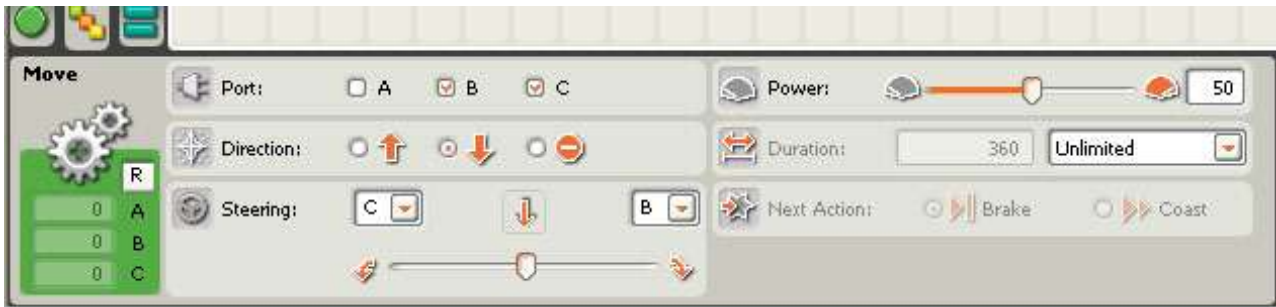 Move
Port: A B C
Power: 50
Direction:
Duration: 360 Unlimited
R
Steering: C B
Next Action: Brake Coast
0 A
0 B
0 C